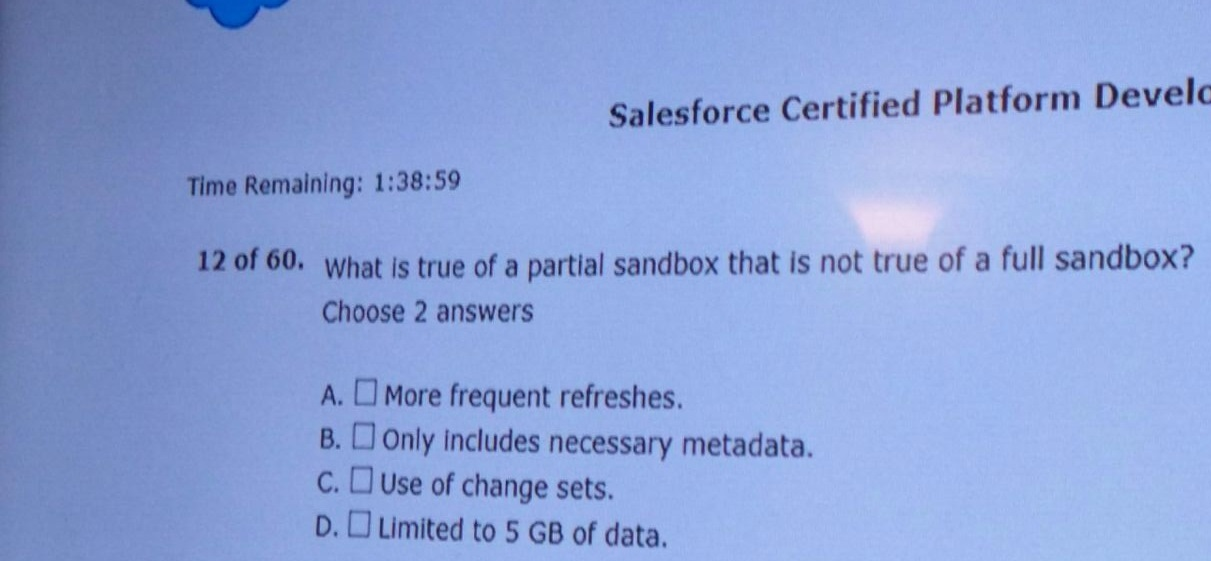 Salesforce Certified Platform
Time Remaining: 1:38:59
12 of 60. What is true of a partial sandbox that is not true of a full sandbox?
Choose 2 answers
A. More frequent refreshes.
B. Only includes necessary metadata.
C. Use of change sets.
D. Limited to 5 GB of data.